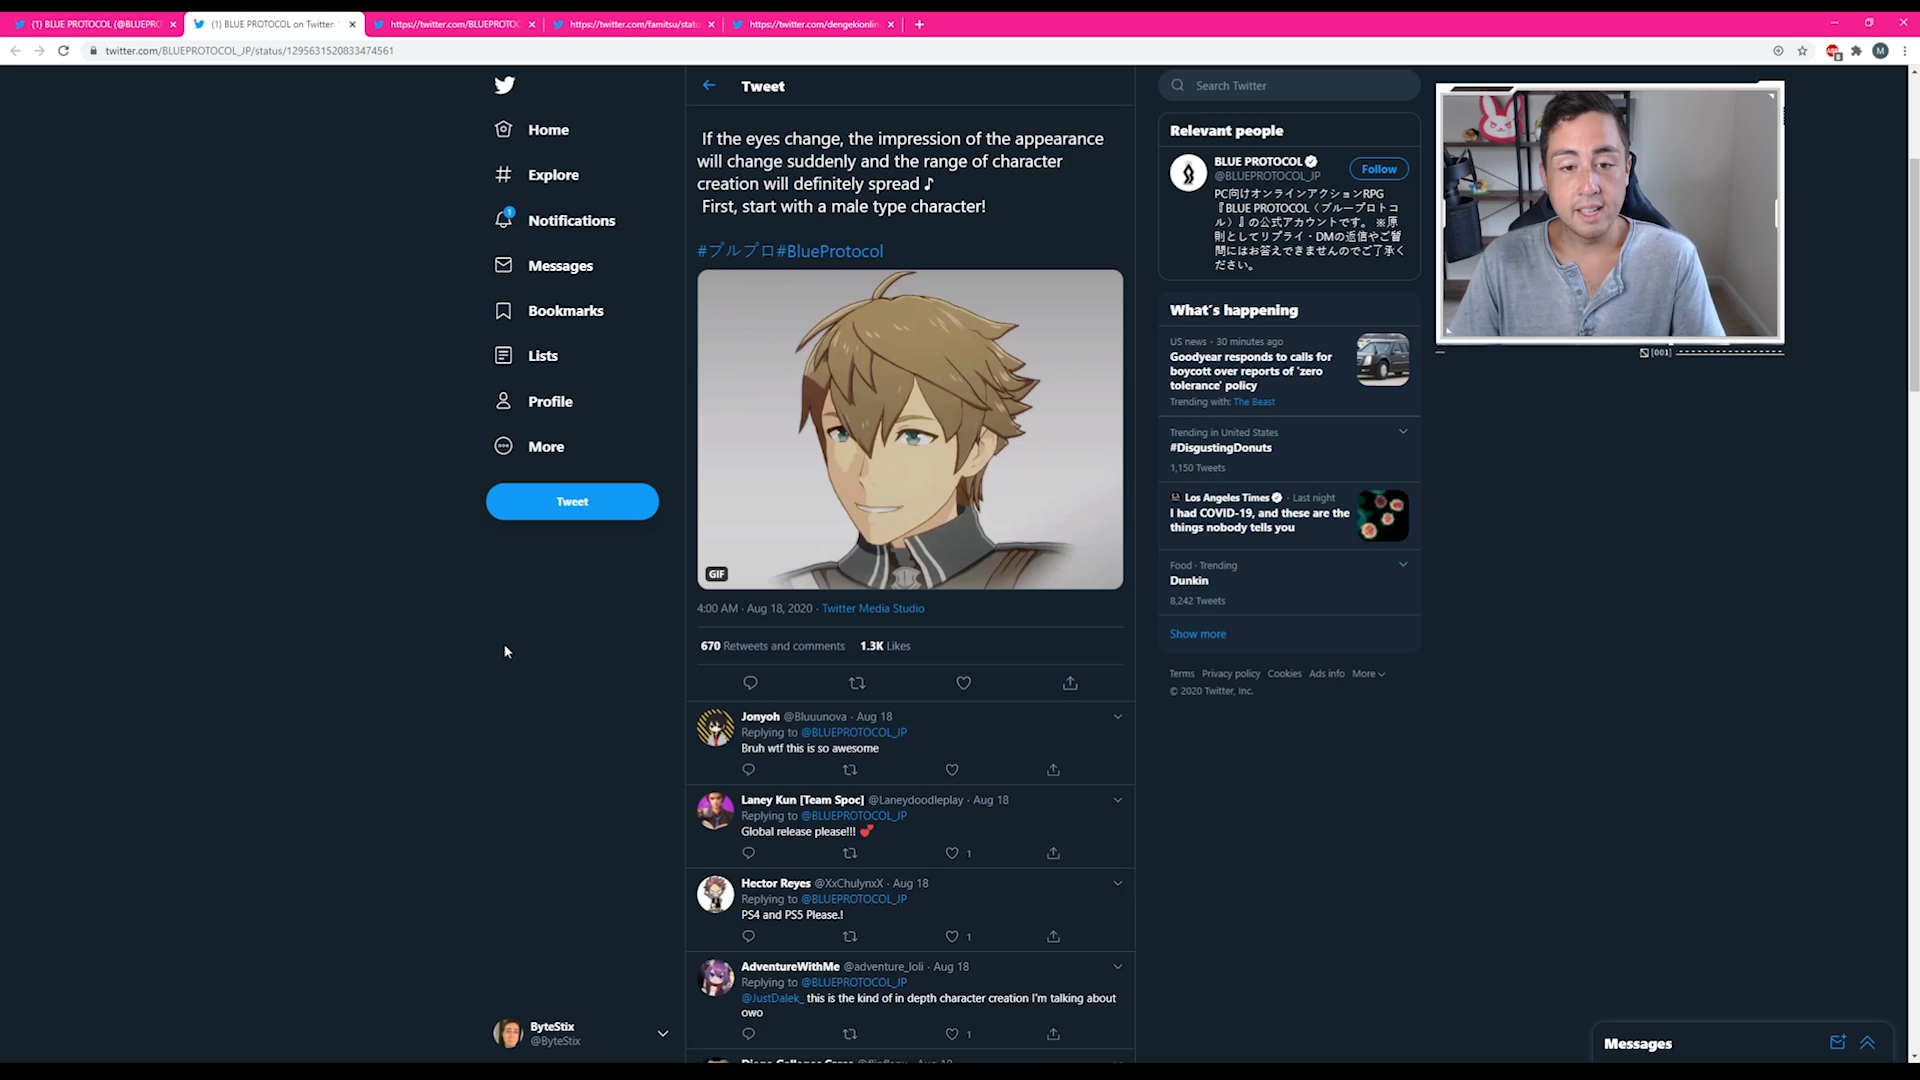 (1) BLUE PROTOCOL (@BLUEPRO
(1) BLUE PROTOCOL on Twitter: "
https://twitter.com/BLUEPROTOC
https://twitter.com/famitsu/statu
https://twitter.com/dengekionlin
twitter.com/BLUEPROTOCOL_JP/status/1295631520833474561
M
Home
Explore
1
Notifications
Messages
Bookmarks
Lists
Profile
More
Tweet
ByteStix
@ByteStix
Tweet
If the eyes change, the impression of the appearance
will change suddenly and the range of character
creation will definitely spread ♪
First, start with a male type character!
#ブルプロ#BlueProtocol
GIF
4:00 AM · Aug 18, 2020 · Twitter Media Studio
670 Retweets and comments 1.3K Likes
Jonyoh @Bluuunova · Aug 18
Replying to @BLUEPROTOCOL_JP
Bruh wtf this is so awesome
Laney Kun [Team Spoc] @Laneydoodleplay · Aug 18
Replying to @BLUEPROTOCOL_JP
Global release please!!! 💕
1
Hector Reyes @XxChulynxX · Aug 18
Replying to @BLUEPROTOCOL_JP
PS4 and PS5 Please.!
1
AdventureWithMe @adventure_loli · Aug 18
Replying to @BLUEPROTOCOL_JP
@JustDalek_ this is the kind of in depth character creation I'm talking about
owo
1
Search Twitter
Relevant people
BLUE PROTOCOL
@BLUEPROTOCOL_JP
Follow
PC向けオンラインアクションRPG
『BLUE PROTOCOL（ブループロトコ
ル）』の公式アカウントです。 ※原
則としてリプライ・DMの返信やご質
問にはお答えできませんのでご了承く
ださい。
What's happening
US news · 30 minutes ago
Goodyear responds to calls for
boycott over reports of 'zero
tolerance' policy
Trending with: The Beast
Trending in United States
#DisgustingDonuts
1,150 Tweets
Los Angeles Times · Last night
I had COVID-19, and these are the
things nobody tells you
Food · Trending
Dunkin
8,242 Tweets
Show more
Terms Privacy policy Cookies Ads info More
© 2020 Twitter, Inc.
[001]
Messages